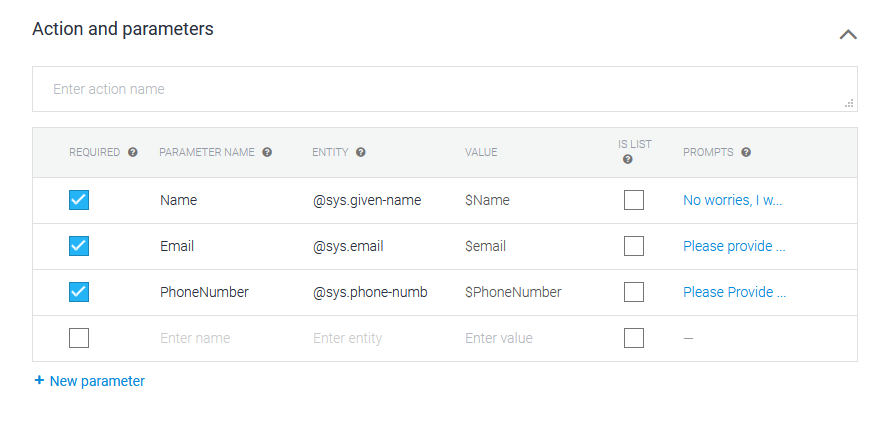 Action and parameters
Enter action name
REQUIRED ? PARAMETER NAME ? ENTITY ? VALUE IS LIST ? PROMPTS ?
Name @sys.given-name $Name No worries, I w...
Email @sys.email $email Please provide ...
PhoneNumber @sys.phone-numb $PhoneNumber Please Provide ...
Enter name Enter entity Enter value –
+ New parameter